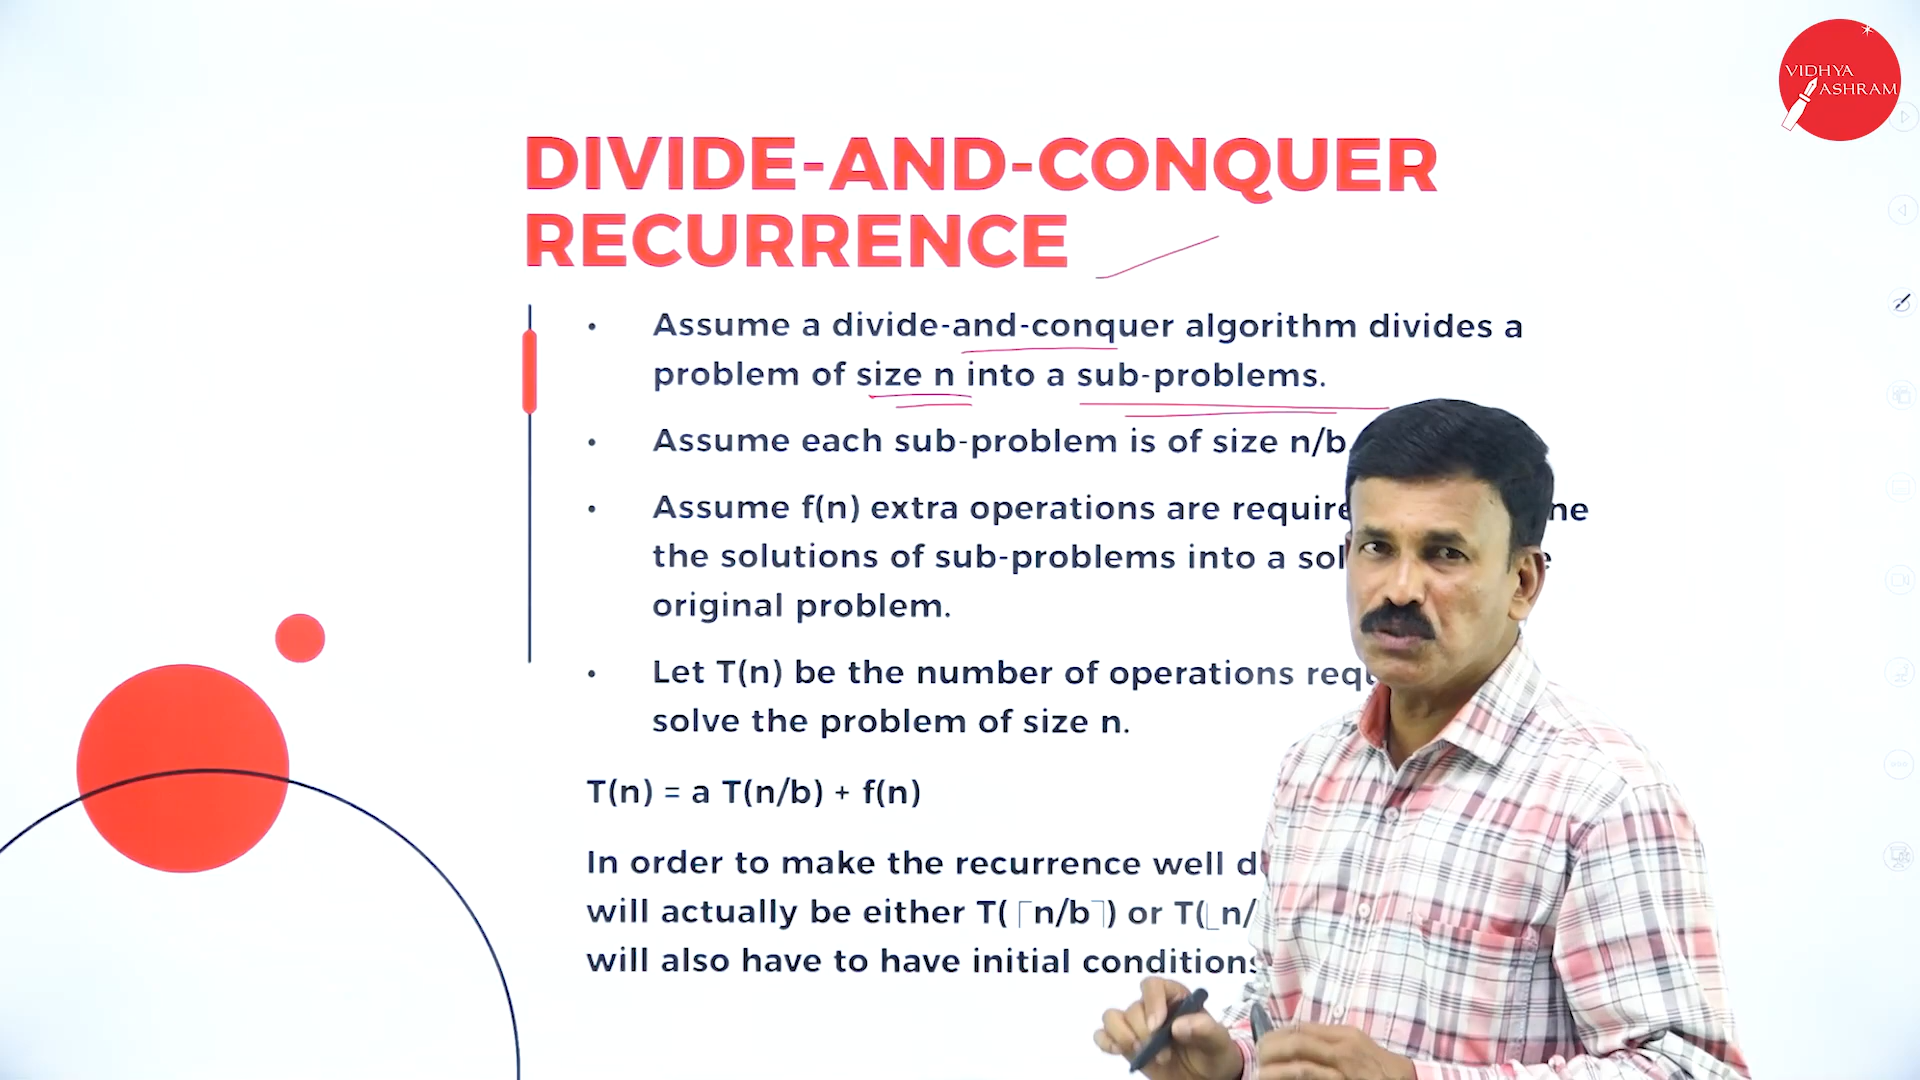 VIDHYA
ASHRAM
DIVIDE-AND-CONQUER
RECURRENCE
• Assume a divide-and-conquer algorithm divides a
problem of size n into a sub-problems.
• Assume each sub-problem is of size n/b
• Assume f(n) extra operations are require
the solutions of sub-problems into a
original problem.
• Let T(n) be the number of operations
solve the problem of size n.
T(n) = a T(n/b) + f(n)
In order to make the recurrence well
will actually be either T(⌈n/b⌉) or T(⌊n/
will also have to have initial conditions